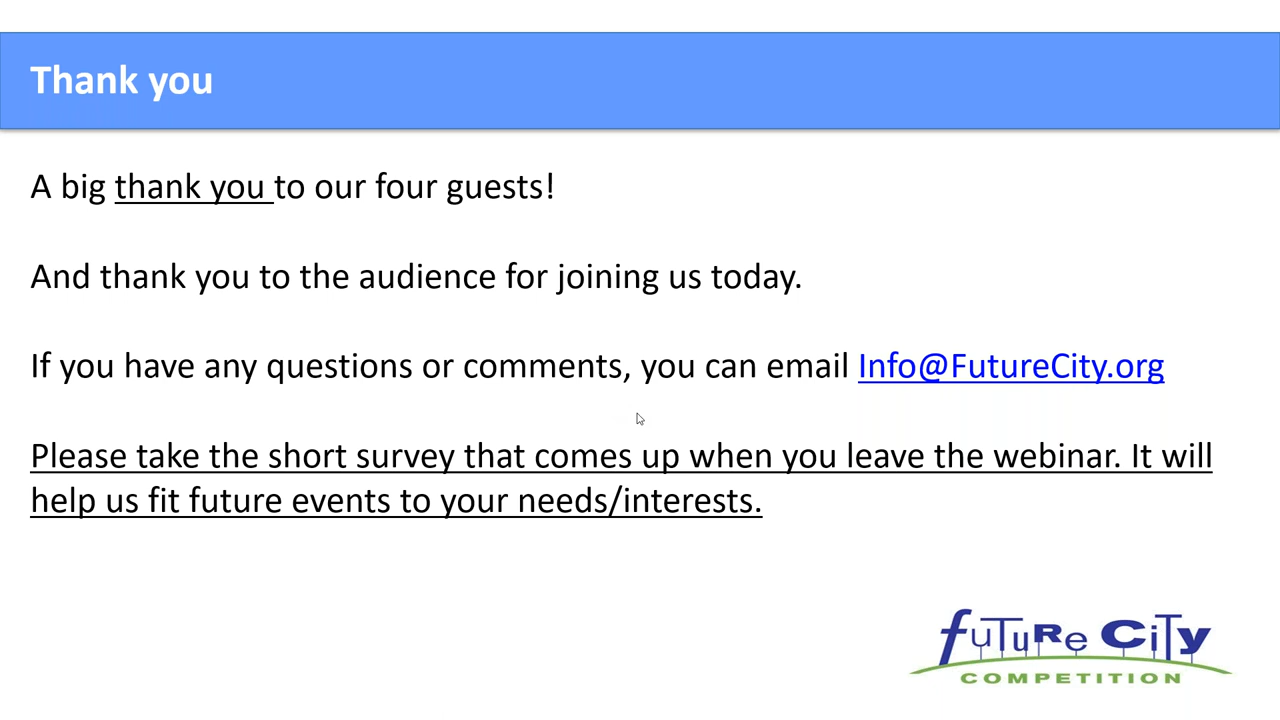 Thank you
A big thank you to our four guests!
And thank you to the audience for joining us today.
If you have any questions or comments, you can email Info@FutureCity.org
Please take the short survey that comes up when you leave the webinar. It will
help us fit future events to your needs/interests.
fuTuRe CiTy
COMPETITION